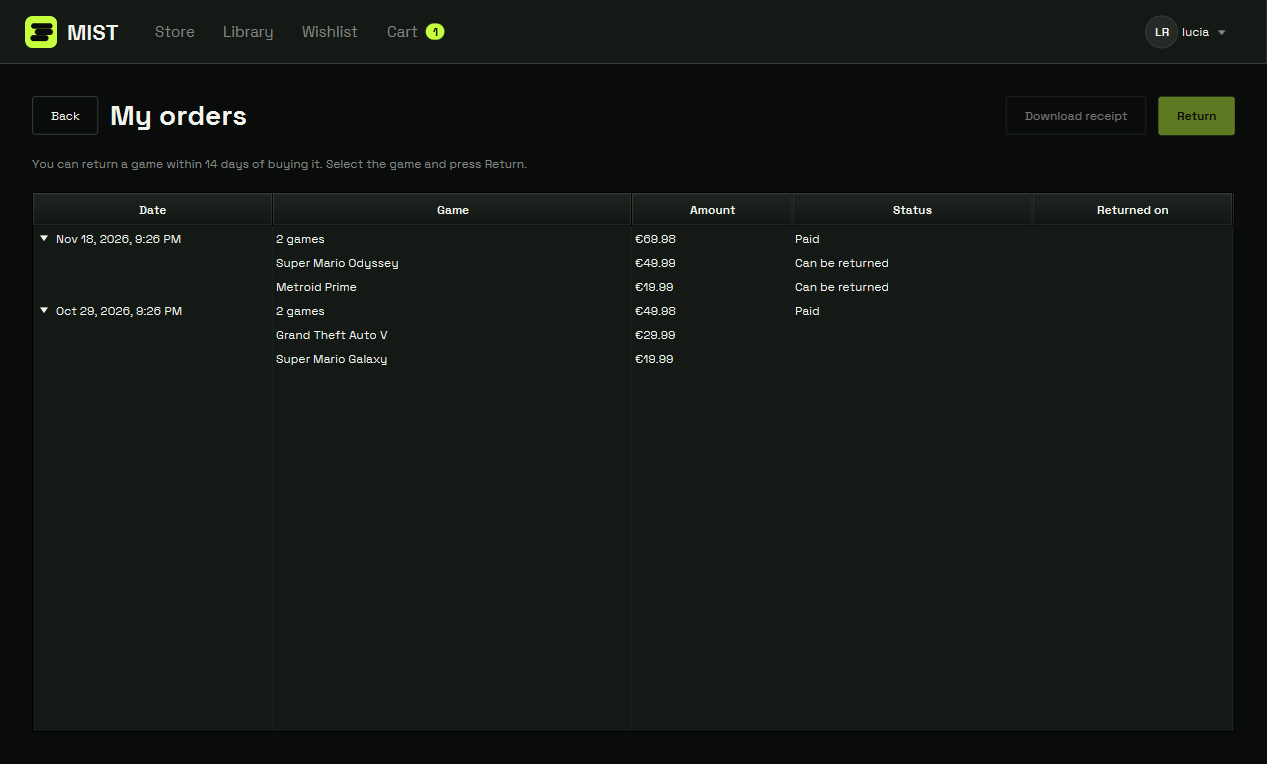 MIST Store Library Wishlist Cart 1 LR lucia
Back My orders Download receipt Return
You can return a game within 14 days of buying it. Select the game and press Return.
Date Game Amount Status Returned on
Nov 18, 2026, 9:26 PM 2 games €69.98 Paid
Super Mario Odyssey €49.99 Can be returned
Metroid Prime €19.99 Can be returned
Oct 29, 2026, 9:26 PM 2 games €49.98 Paid
Grand Theft Auto V €29.99
Super Mario Galaxy €19.99